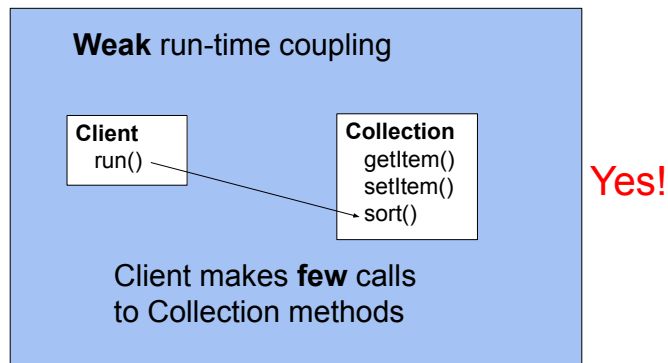 Weak run-time coupling
Client
run()
Collection
getItem()
setItem()
sort()
Yes!
Client makes few calls
to Collection methods